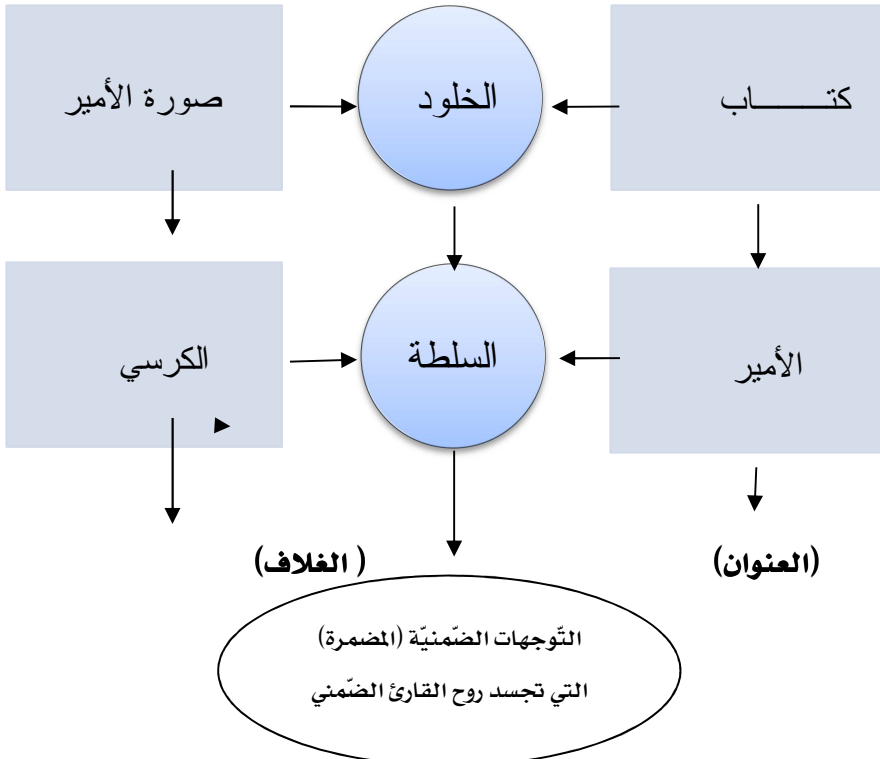 كتـــــــــاب
الخلود
صورة الأمير
الأمير
السلطة
الكرسي
(العنوان)
( الغلاف)
التّوجهات الضّمنيّة (المضمرة)
التي تجسد روح القارئ الضّمني